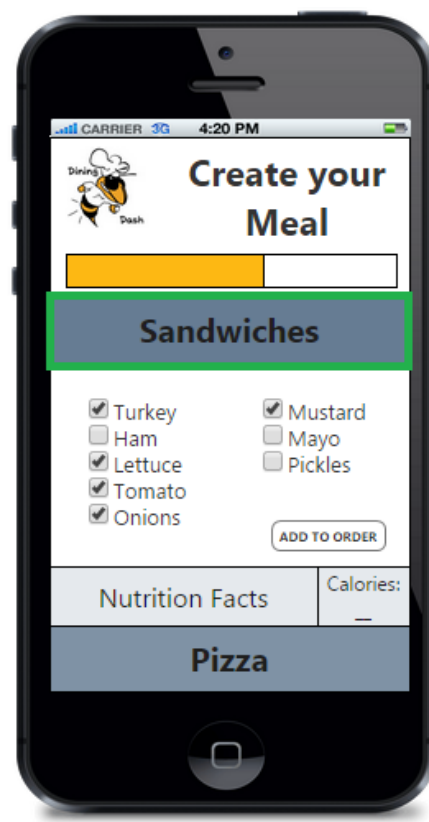 CARRIER 3G 4:20 PM
Dining
Dash
Create your
Meal
Sandwiches
Turkey
Ham
Lettuce
Tomato
Onions
Mustard
Mayo
Pickles
ADD TO ORDER
Nutrition Facts
Calories:
_
Pizza